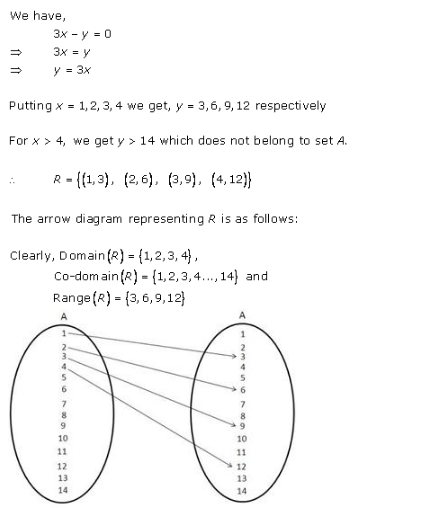 We have,
3x – y = 0
⇒ 3x = y
⇒ y = 3x
Putting x = 1, 2, 3, 4 we get, y = 3, 6, 9, 12 respectively
For x > 4, we get y > 14 which does not belong to set A.
∴ R = {(1, 3), (2, 6), (3, 9), (4, 12)}
The arrow diagram representing R is as follows:
Clearly, Domain(R) = {1, 2, 3, 4},
Co-domain(R) = {1, 2, 3, 4..., 14} and
Range(R) = {3, 6, 9, 12}
A A
1 1
2 2
3 3
4 4
5 5
6 6
7 7
8 8
9 9
10 10
11 11
12 12
13 13
14 14